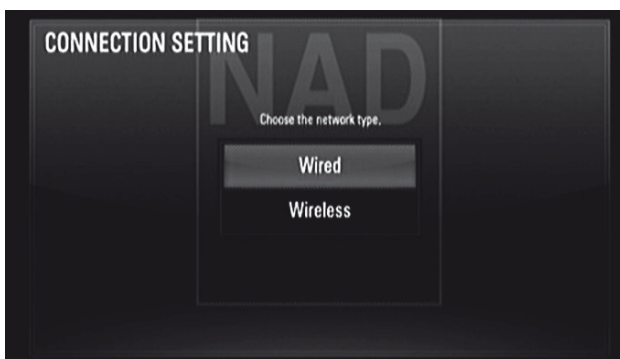 CONNECTION SETTING
NAD
Choose the network type.
Wired
Wireless